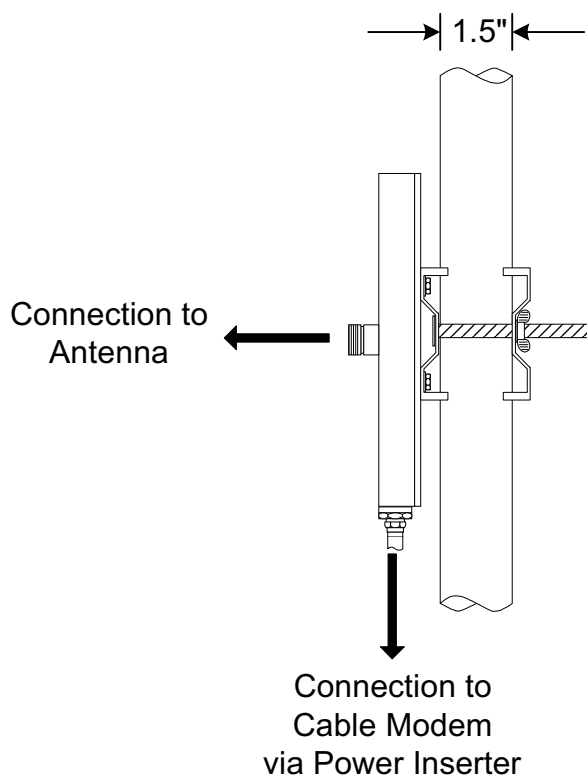 1.5"
Connection to
Antenna
Connection to
Cable Modem
via Power Inserter